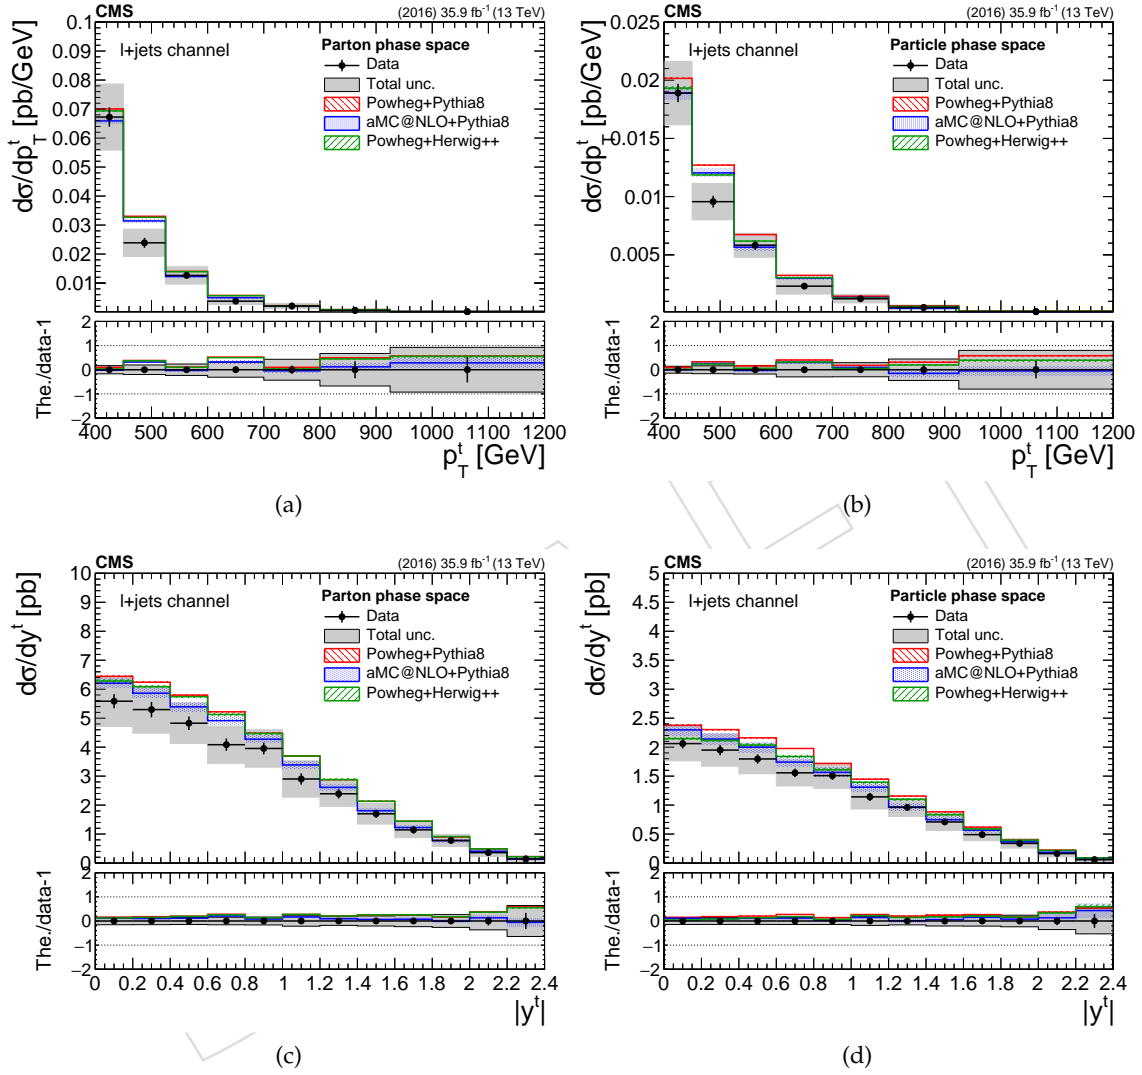 CMS (2016) 35.9 fb⁻¹ (13 TeV)
l+jets channel
Parton phase space
Data
Total unc.
Powheg+Pythia8
aMC@NLO+Pythia8
Powheg+Herwig++
dσ/dp_T^t [pb/GeV]
0.1
0.09
0.08
0.07
0.06
0.05
0.04
0.03
0.02
0.01
The./data-1
2
1
0
−1
−2
400 500 600 700 800 900 1000 1100 1200
p_T^t [GeV]
(a)
CMS (2016) 35.9 fb⁻¹ (13 TeV)
l+jets channel
Particle phase space
Data
Total unc.
Powheg+Pythia8
aMC@NLO+Pythia8
Powheg+Herwig++
dσ/dp_T^t [pb/GeV]
0.025
0.02
0.015
0.01
0.005
The./data-1
2
1
0
−1
−2
400 500 600 700 800 900 1000 1100 1200
p_T^t [GeV]
(b)
CMS (2016) 35.9 fb⁻¹ (13 TeV)
l+jets channel
Parton phase space
Data
Total unc.
Powheg+Pythia8
aMC@NLO+Pythia8
Powheg+Herwig++
dσ/dy^t [pb]
10
9
8
7
6
5
4
3
2
1
0
The./data-1
2
1
0
−1
−2
0 0.2 0.4 0.6 0.8 1 1.2 1.4 1.6 1.8 2 2.2 2.4
|y^t|
(c)
CMS (2016) 35.9 fb⁻¹ (13 TeV)
l+jets channel
Particle phase space
Data
Total unc.
Powheg+Pythia8
aMC@NLO+Pythia8
Powheg+Herwig++
dσ/dy^t [pb]
5
4.5
4
3.5
3
2.5
2
1.5
1
0.5
0
The./data-1
2
1
0
−1
−2
0 0.2 0.4 0.6 0.8 1 1.2 1.4 1.6 1.8 2 2.2 2.4
|y^t|
(d)